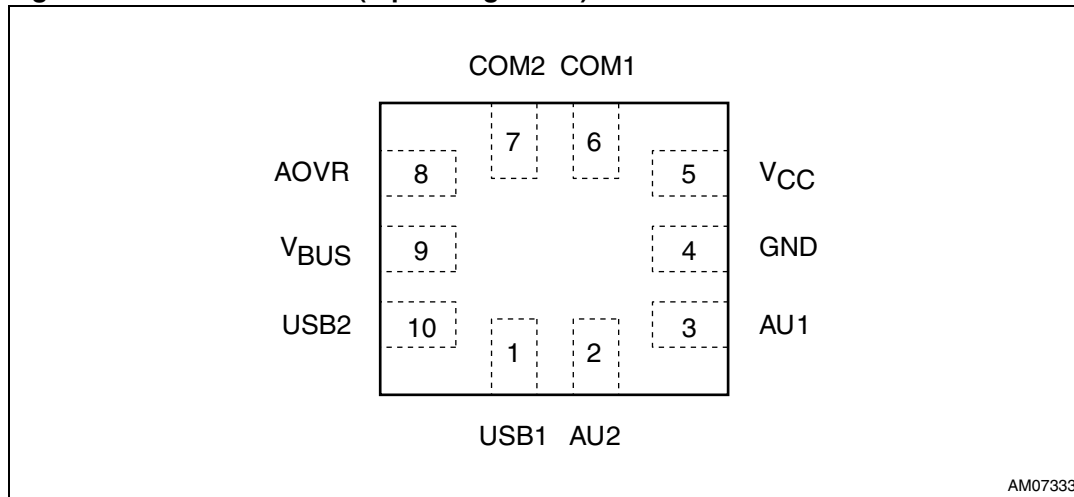 COM2 COM1
7 6
AOVR 8 5 VCC
VBUS 9 4 GND
USB2 10 3 AU1
1 2
USB1 AU2
AM07333